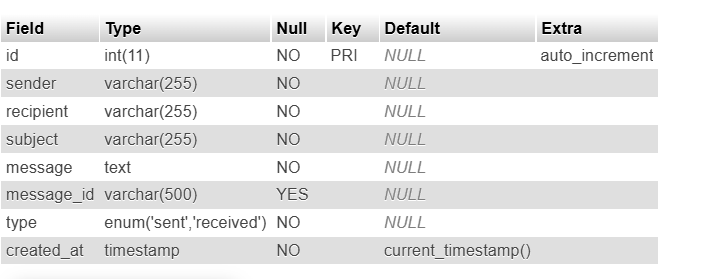 Field Type Null Key Default Extra
id int(11) NO PRI NULL auto_increment
sender varchar(255) NO NULL
recipient varchar(255) NO NULL
subject varchar(255) NO NULL
message text NO NULL
message_id varchar(500) YES NULL
type enum('sent','received') NO NULL
created_at timestamp NO current_timestamp()